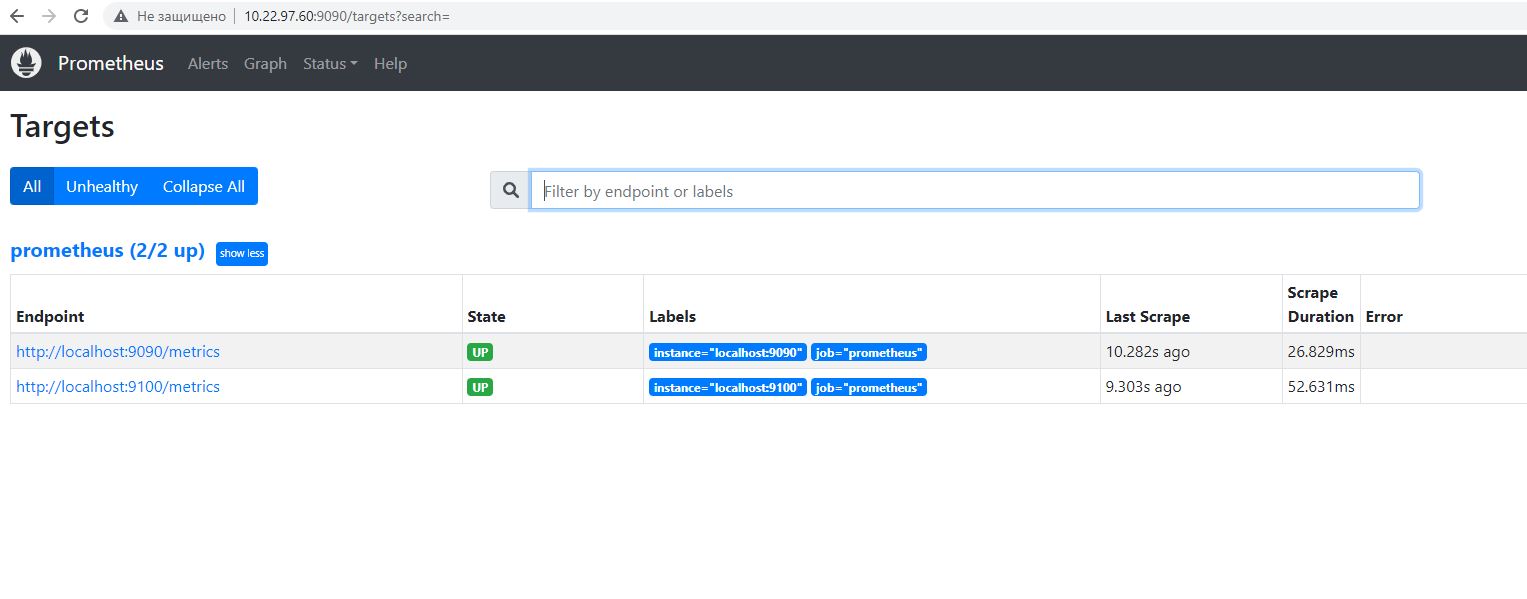 Не защищено 10.22.97.60:9090/targets?search=
Prometheus Alerts Graph Status Help
Targets
All Unhealthy Collapse All Filter by endpoint or labels
prometheus (2/2 up) show less
Endpoint State Labels Last Scrape Scrape Duration Error
http://localhost:9090/metrics UP instance="localhost:9090" job="prometheus" 10.282s ago 26.829ms
http://localhost:9100/metrics UP instance="localhost:9100" job="prometheus" 9.303s ago 52.631ms